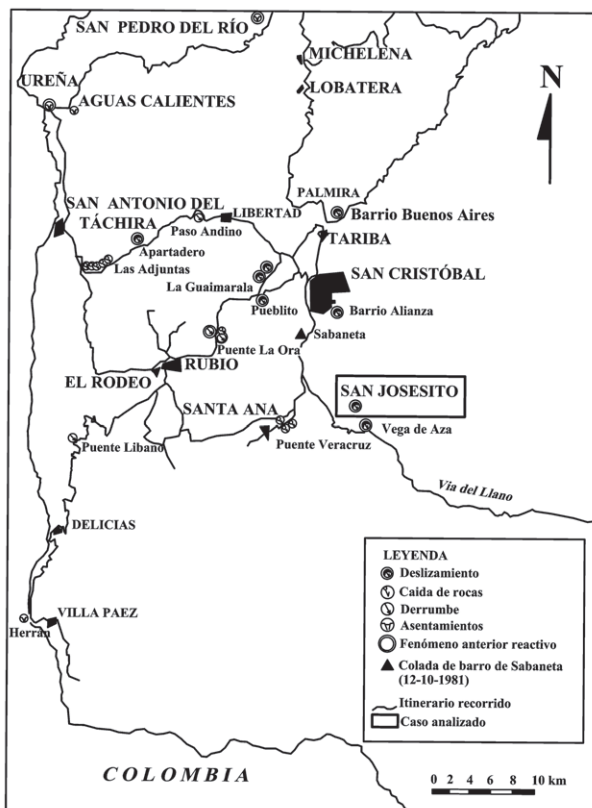 SAN PEDRO DEL RÍO
MICHELENA
UREÑA
LOBATERA
AGUAS CALIENTES
N
PALMIRA
SAN ANTONIO DEL
TÁCHIRA
LIBERTAD
Barrio Buenos Aires
Paso Andino
TARIBA
Apartadero
Las Adjuntas
La Guaimarala
SAN CRISTÓBAL
Pueblito
Barrio Alianza
Sabaneta
Puente La Ora
RUBIO
EL RODEO
SAN JOSESITO
SANTA ANA
Vega de Aza
Puente Libano
Puente Veracruz
Via del Llano
DELICIAS
VILLA PAEZ
Herrán
LEYENDA
Deslizamiento
Caida de rocas
Derrumbe
Asentamientos
Fenómeno anterior reactivo
Colada de barro de Sabaneta
(12-10-1981)
Itinerario recorrido
Caso analizado
COLOMBIA
0 2 4 6 8 10 km